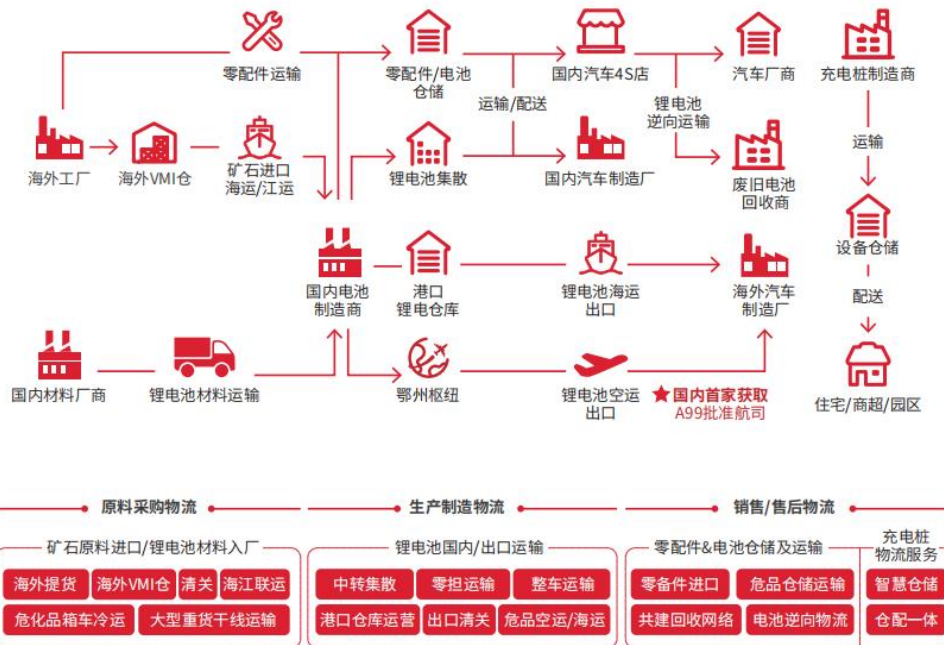 零配件运输
零配件/电池
仓储
国内汽车4S店
汽车厂商
充电桩制造商
运输/配送
锂电池
逆向运输
运输
海外工厂
海外VMI仓
矿石进口
海运/江运
锂电池集散
国内汽车制造厂
废旧电池
回收商
设备仓储
国内电池
制造商
港口
锂电仓库
锂电池海运
出口
海外汽车
制造厂
配送
国内材料厂商
锂电池材料运输
鄂州枢纽
锂电池空运
出口
国内首家获取
A99批准航司
住宅/商超/园区
原料采购物流
生产制造物流
销售/售后物流
矿石原料进口/锂电池材料入厂
锂电池国内/出口运输
零配件&电池仓储及运输
充电桩
物流服务
海外提货 海外VMI仓 清关 海江联运
中转集散 零担运输 整车运输
零备件进口 危品仓储运输
智慧仓储
危化品箱车冷运 大型重货干线运输
港口仓库运营 出口清关 危品空运/海运
共建回收网络 电池逆向物流
仓配一体